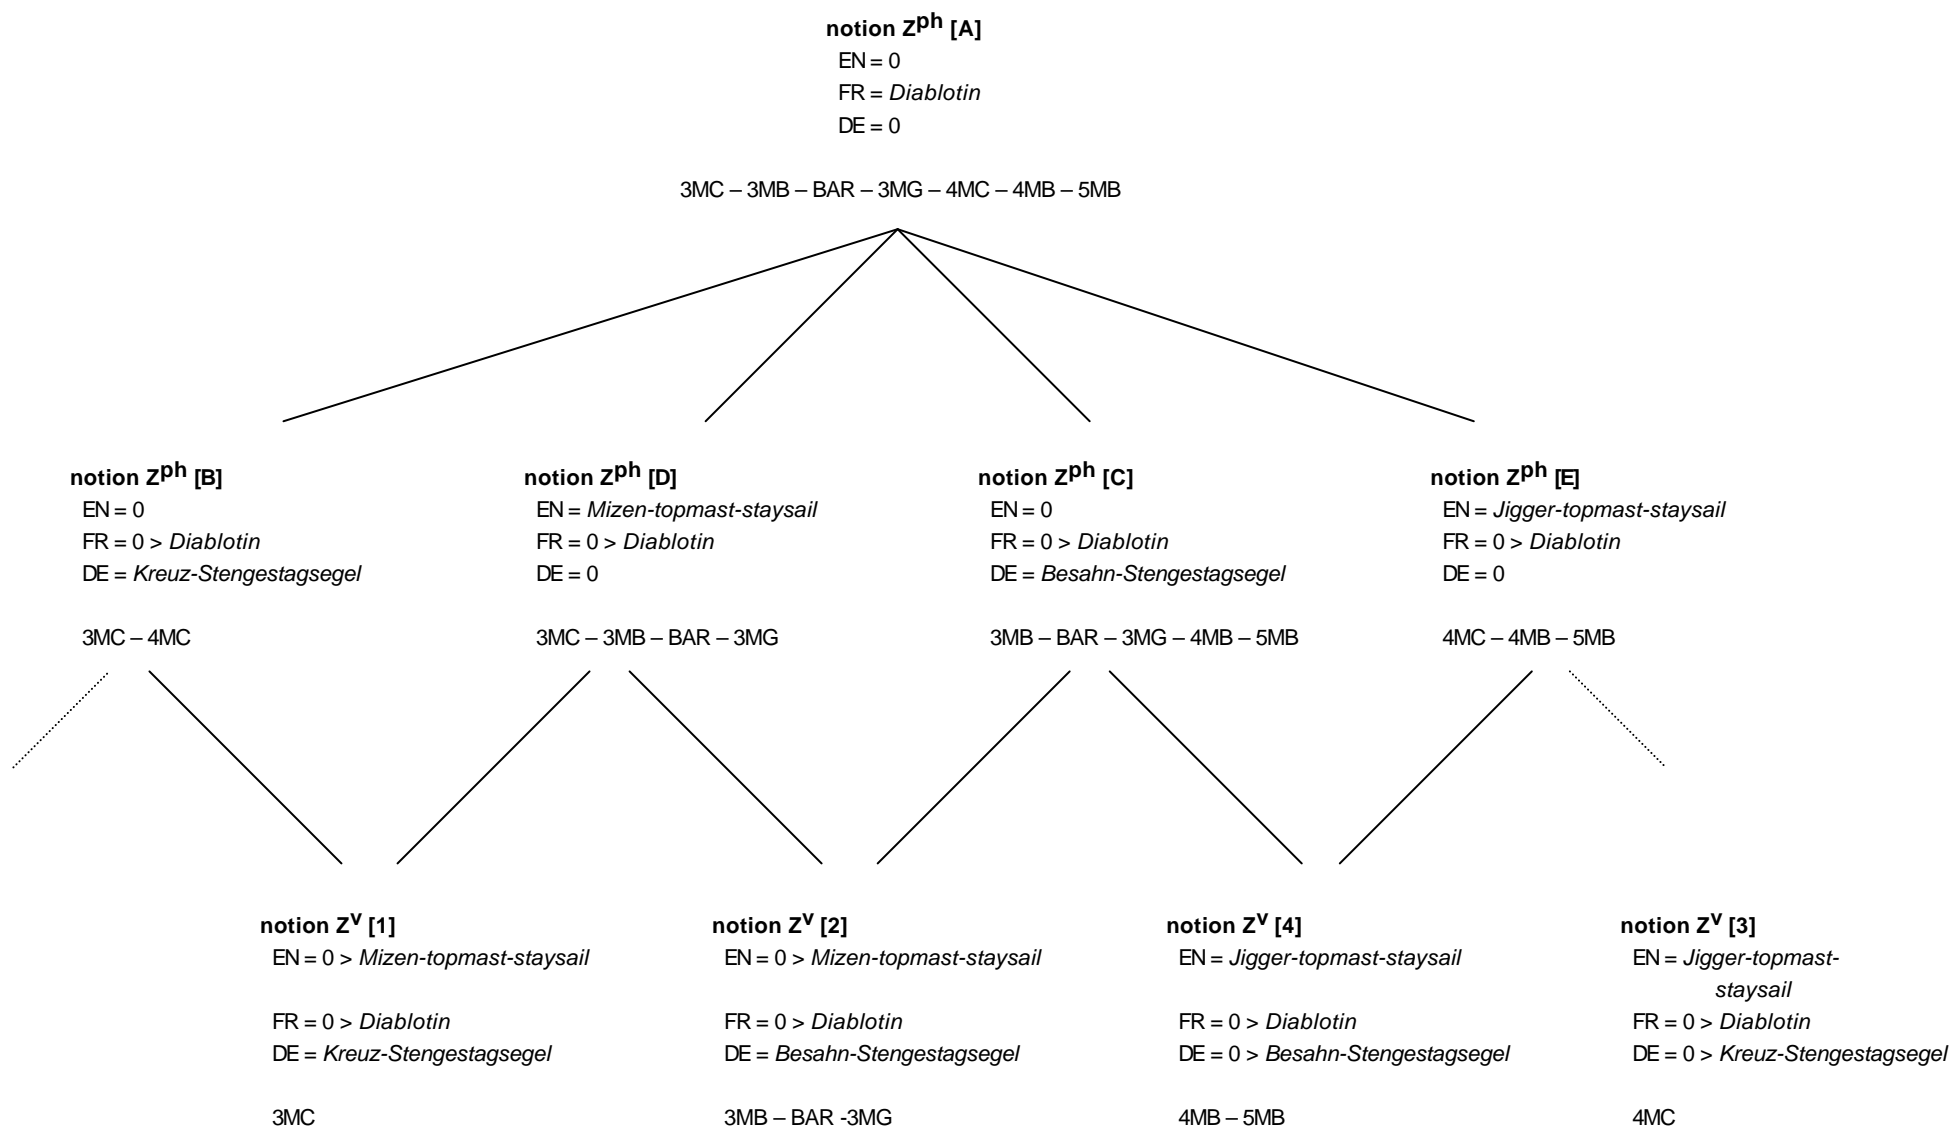 notion Zph [A]
EN = 0
FR = Diablotin
DE = 0
3MC – 3MB – BAR – 3MG – 4MC – 4MB – 5MB
notion Zph [B]
EN = 0
FR = 0 > Diablotin
DE = Kreuz-Stengestagsegel
3MC – 4MC
notion Zph [D]
EN = Mizen-topmast-staysail
FR = 0 > Diablotin
DE = 0
3MC – 3MB – BAR – 3MG
notion Zph [C]
EN = 0
FR = 0 > Diablotin
DE = Besahn-Stengestagsegel
3MB – BAR – 3MG – 4MB – 5MB
notion Zph [E]
EN = Jigger-topmast-staysail
FR = 0 > Diablotin
DE = 0
4MC – 4MB – 5MB
notion Zv [1]
EN = 0 > Mizen-topmast-staysail
FR = 0 > Diablotin
DE = Kreuz-Stengestagsegel
3MC
notion Zv [2]
EN = 0 > Mizen-topmast-staysail
FR = 0 > Diablotin
DE = Besahn-Stengestagsegel
3MB – BAR -3MG
notion Zv [4]
EN = Jigger-topmast-staysail
FR = 0 > Diablotin
DE = 0 > Besahn-Stengestagsegel
4MB – 5MB
notion Zv [3]
EN = Jigger-topmast-
staysail
FR = 0 > Diablotin
DE = 0 > Kreuz-Stengestagsegel
4MC